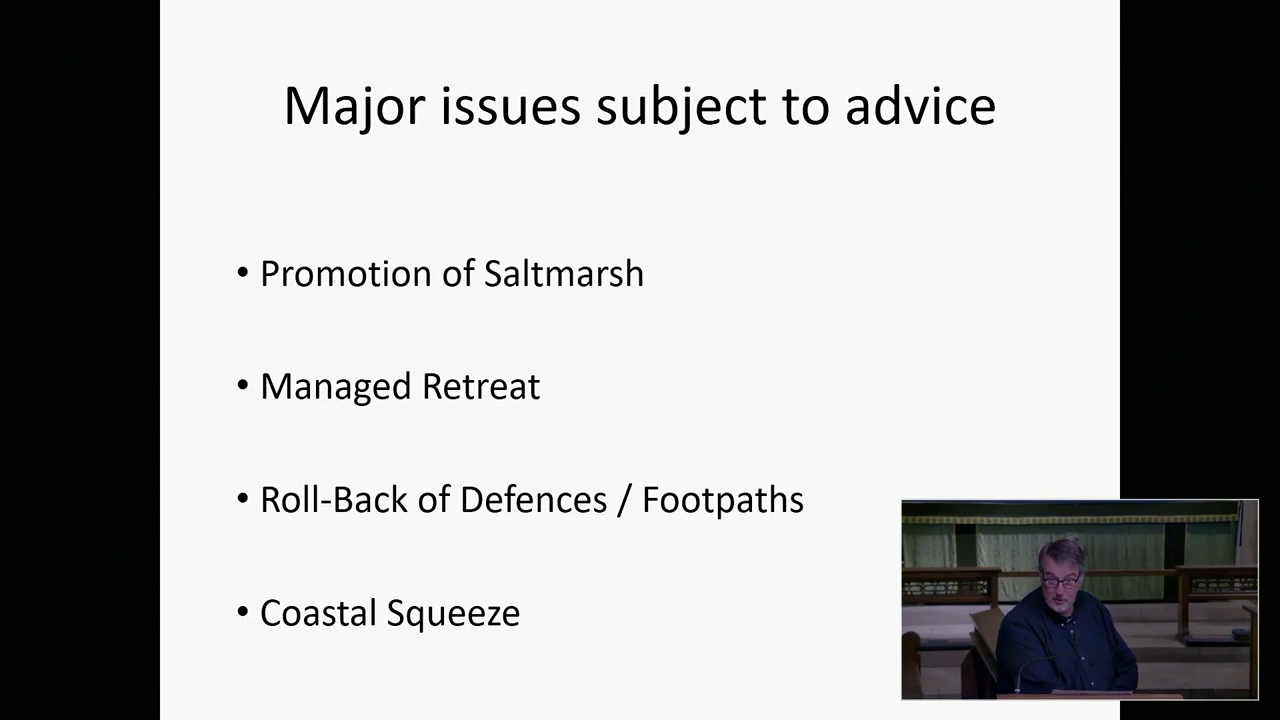 Major issues subject to advice
• Promotion of Saltmarsh
• Managed Retreat
• Roll-Back of Defences / Footpaths
• Coastal Squeeze